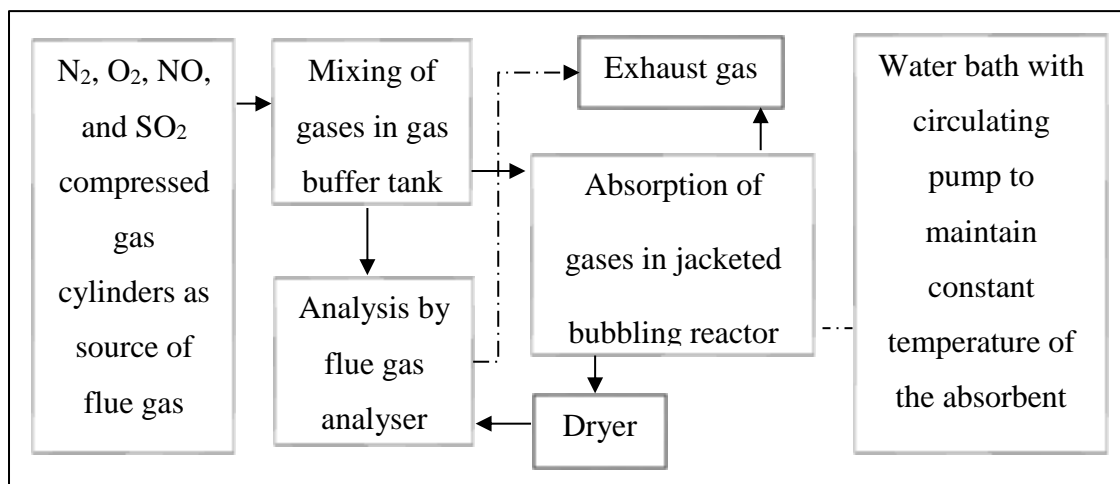 N₂, O₂, NO,
and SO₂
compressed
gas
cylinders as
source of
flue gas
Mixing of
gases in gas
buffer tank
Analysis by
flue gas
analyser
Exhaust gas
Absorption of
gases in jacketed
bubbling reactor
Dryer
Water bath with
circulating
pump to
maintain
constant
temperature of
the absorbent